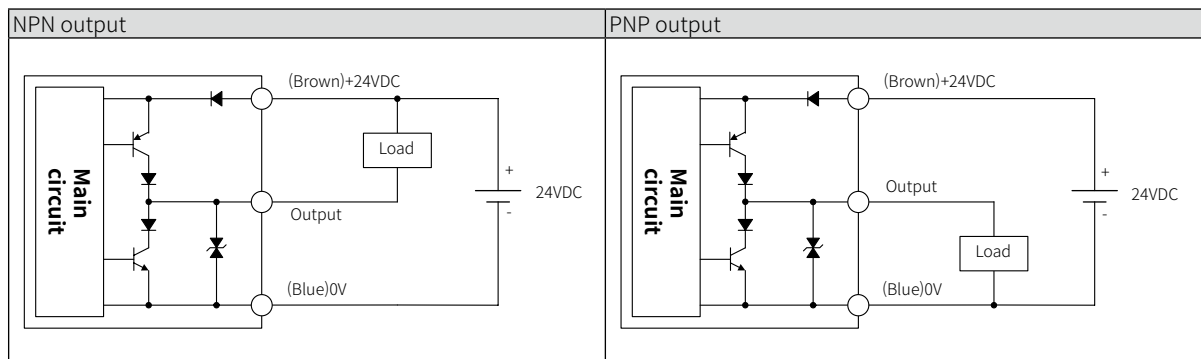 NPN output
(Brown)+24VDC
Main
circuit
Load
+
24VDC
-
Output
(Blue)0V
PNP output
(Brown)+24VDC
Main
circuit
Output
+
24VDC
-
Load
(Blue)0V